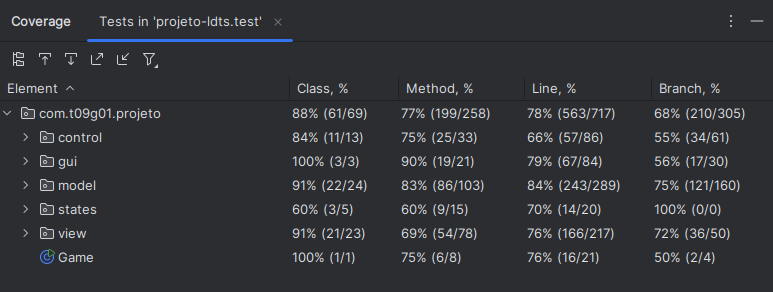 Coverage Tests in 'projeto-ldts.test'
Element Class, % Method, % Line, % Branch, %
com.t09g01.projeto 88% (61/69) 77% (199/258) 78% (563/717) 68% (210/305)
control 84% (11/13) 75% (25/33) 66% (57/86) 55% (34/61)
gui 100% (3/3) 90% (19/21) 79% (67/84) 56% (17/30)
model 91% (22/24) 83% (86/103) 84% (243/289) 75% (121/160)
states 60% (3/5) 60% (9/15) 70% (14/20) 100% (0/0)
view 91% (21/23) 69% (54/78) 76% (166/217) 72% (36/50)
Game 100% (1/1) 75% (6/8) 76% (16/21) 50% (2/4)